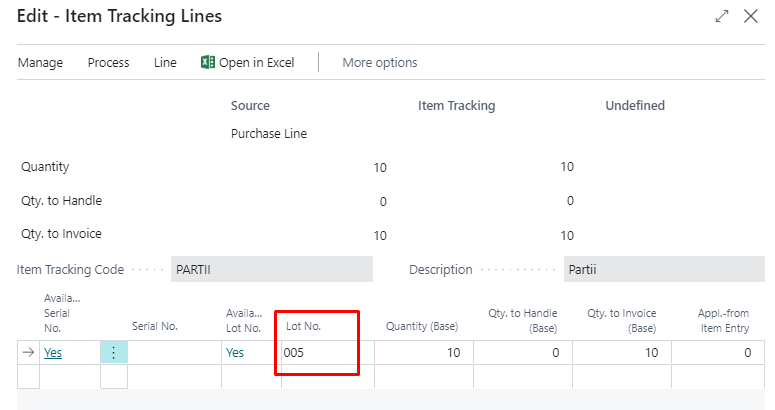 Edit - Item Tracking Lines
Manage Process Line Open in Excel More options
Source Item Tracking Undefined
Purchase Line
Quantity 10 10
Qty. to Handle 0 0
Qty. to Invoice 10 10
Item Tracking Code PARTII Description Partii
Availa... Serial No. Serial No. Availa... Lot No. Lot No. Quantity (Base) Qty. to Handle (Base) Qty. to Invoice (Base) Appl.-from Item Entry
Yes Yes 005 10 0 10 0